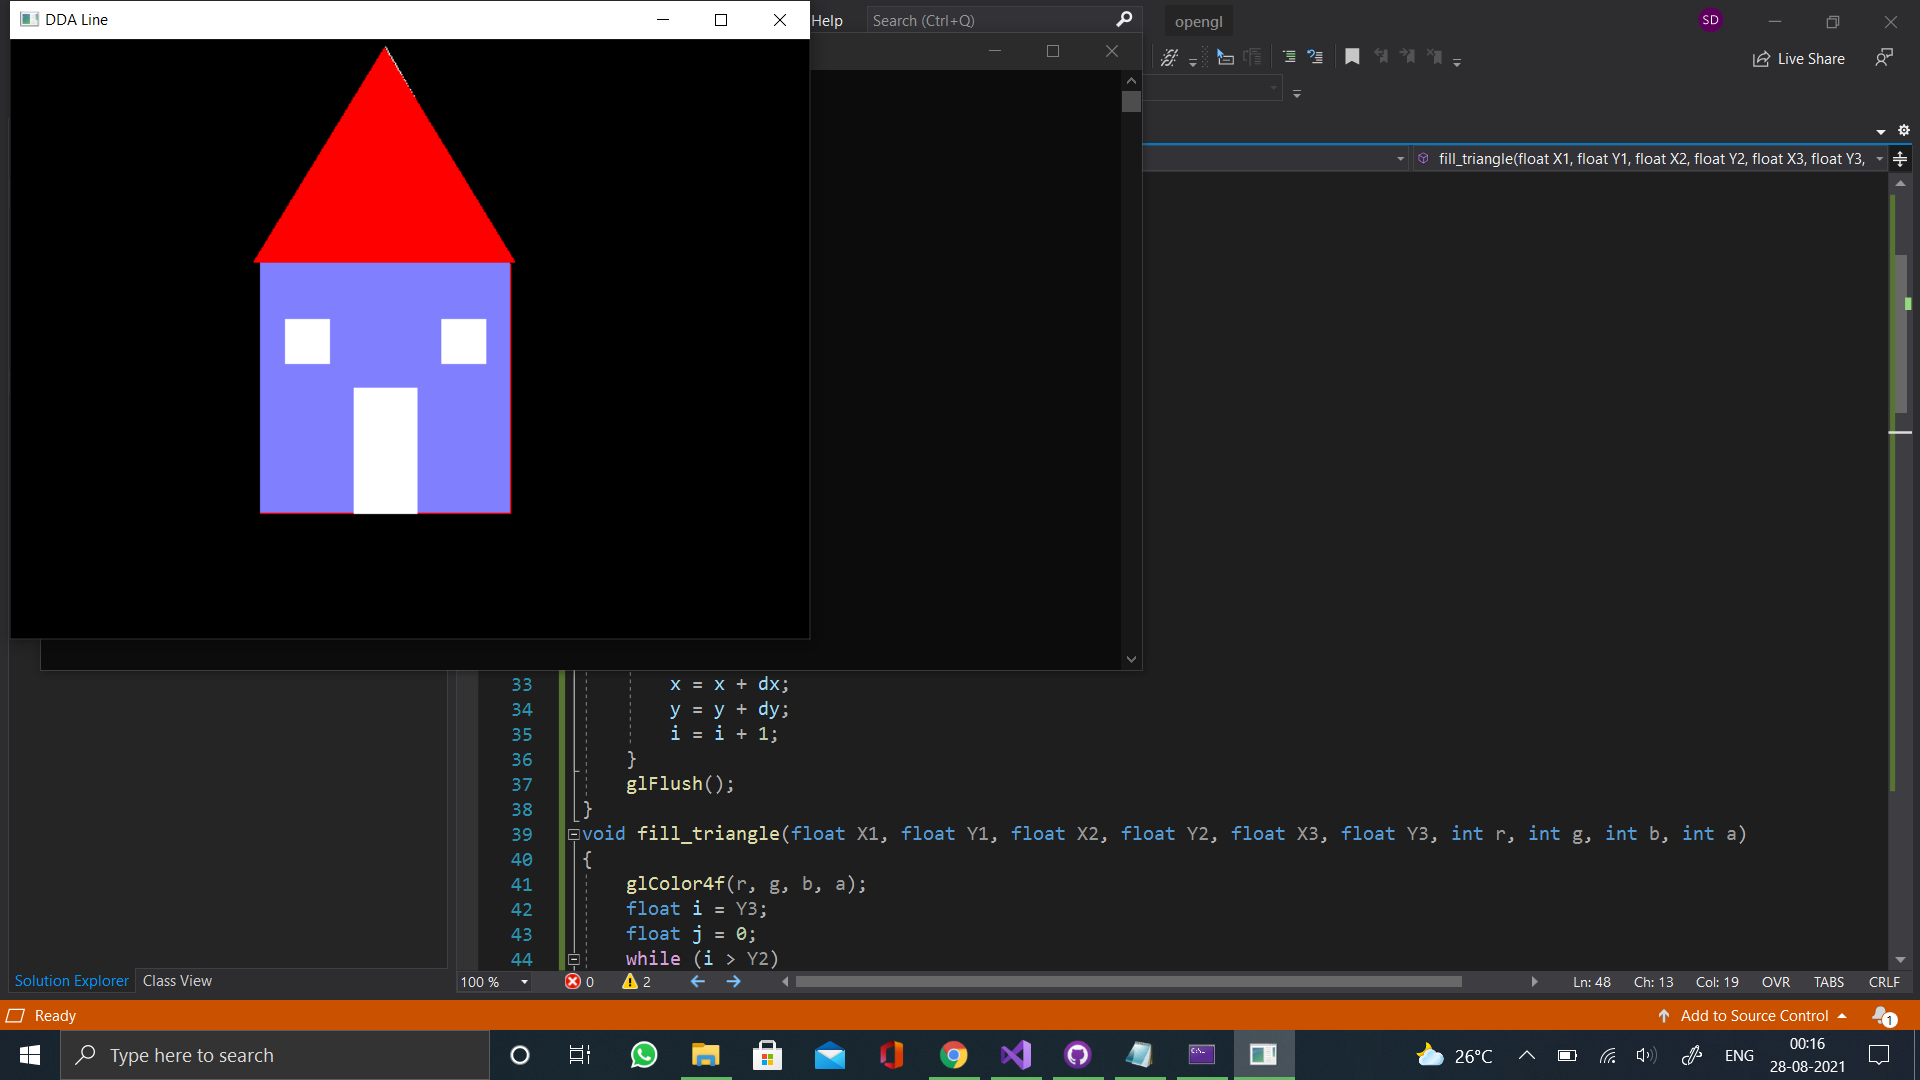 DDA Line
Help
Search (Ctrl+Q)
opengl
SD
Live Share
fill_triangle(float X1, float Y1, float X2, float Y2, float X3, float Y3,
33 x = x + dx;
34 y = y + dy;
35 i = i + 1;
36 }
37 glFlush();
38 }
39 void fill_triangle(float X1, float Y1, float X2, float Y2, float X3, float Y3, int r, int g, int b, int a)
40 {
41 glColor4f(r, g, b, a);
42 float i = Y3;
43 float j = 0;
44 while (i > Y2)
Solution Explorer Class View
100 % 0 2 Ln: 48 Ch: 13 Col: 19 OVR TABS CRLF
Ready
Add to Source Control 1
Type here to search
26°C
ENG
00:16
28-08-2021